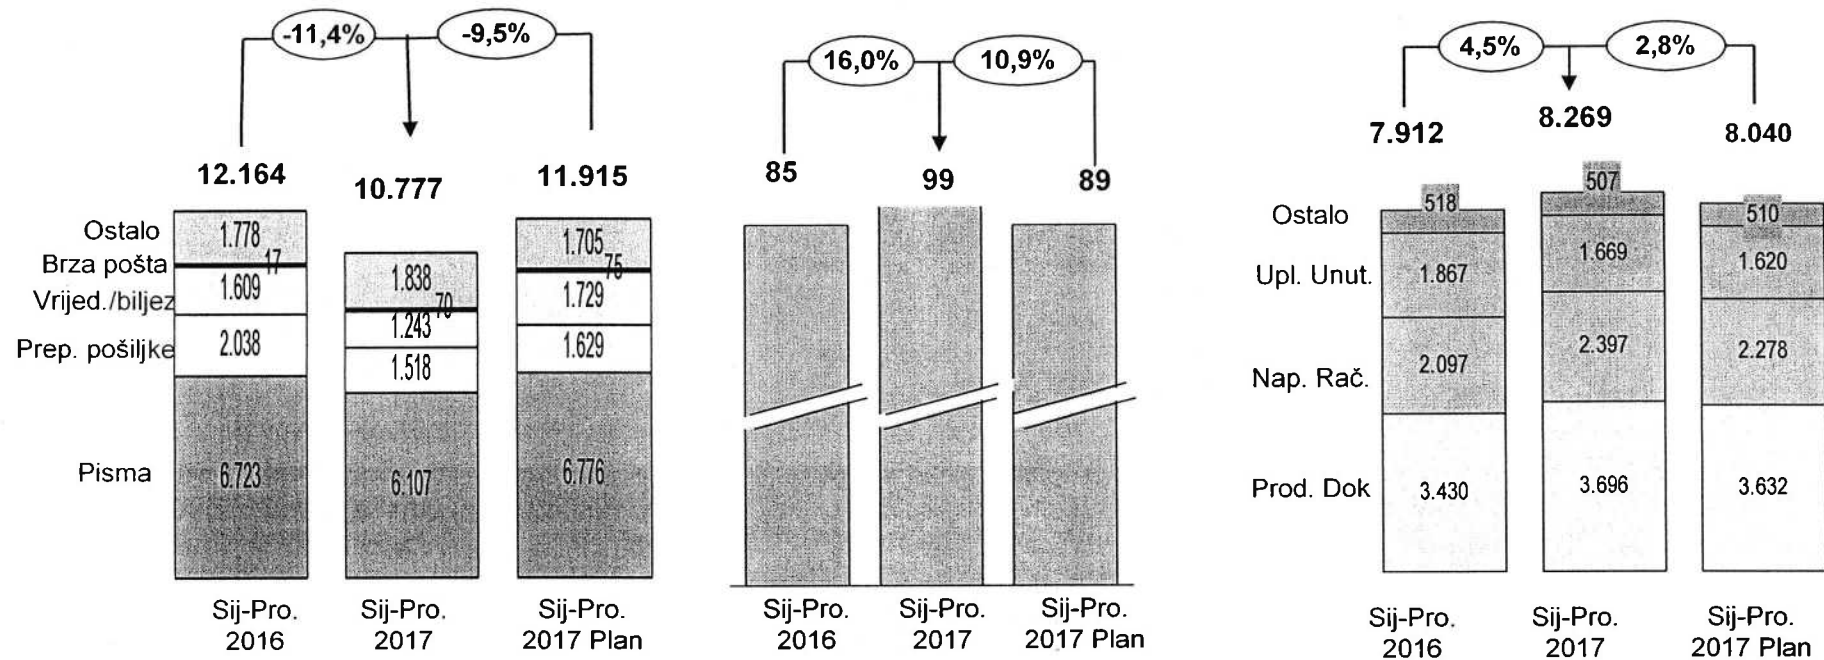 -11,4%
-9,5%
12.164
10.777
11.915
Ostalo
Brza pošta
Vrijed./biljez
Prep. pošiljke
Pisma
1.778
17
1.609
2.038
6.723
1.838
70
1.243
1.518
6.107
1.705
75
1.729
1.629
6.776
Sij-Pro.
2016
Sij-Pro.
2017
Sij-Pro.
2017 Plan
16,0%
10,9%
85
99
89
Sij-Pro.
2016
Sij-Pro.
2017
Sij-Pro.
2017 Plan
4,5%
2,8%
7.912
8.269
8.040
Ostalo
Upl. Unut.
Nap. Rač.
Prod. Dok
518
1.867
2.097
3.430
507
1.669
2.397
3.696
510
1.620
2.278
3.632
Sij-Pro.
2016
Sij-Pro.
2017
Sij-Pro.
2017 Plan